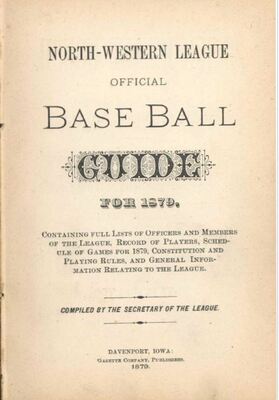 NORTH-WESTERN LEAGUE
OFFICIAL
BASE BALL
GUIDE
FOR 1879,
CONTAINING FULL LISTS OF OFFICERS AND MEMBERS
OF THE LEAGUE, RECORD OF PLAYERS, SCHED-
ULE OF GAMES FOR 1879, CONSTITUTION AND
PLAYING RULES, AND GENERAL INFOR-
MATION RELATING TO THE LEAGUE.
COMPILED BY THE SECRETARY OF THE LEAGUE.
DAVENPORT, IOWA:
GAZETTE COMPANY, PUBLISHERS.
1879.